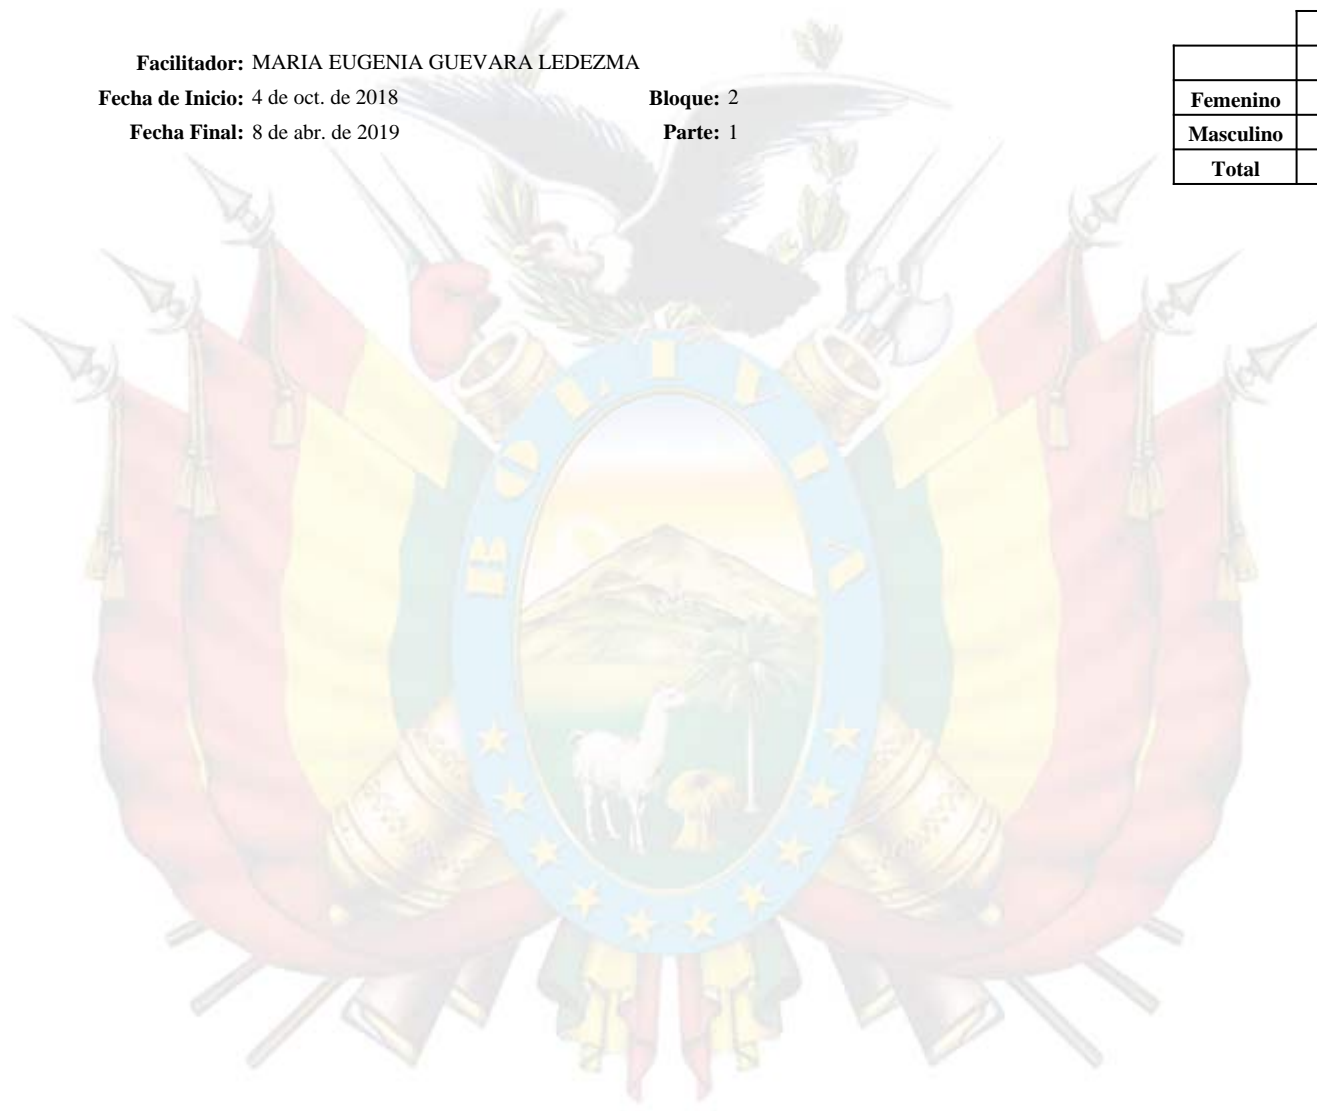 Facilitador: MARIA EUGENIA GUEVARA LEDEZMA
Fecha de Inicio: 4 de oct. de 2018 Bloque: 2
Fecha Final: 8 de abr. de 2019 Parte: 1
Femenino
Masculino
Total
BOLIVIA